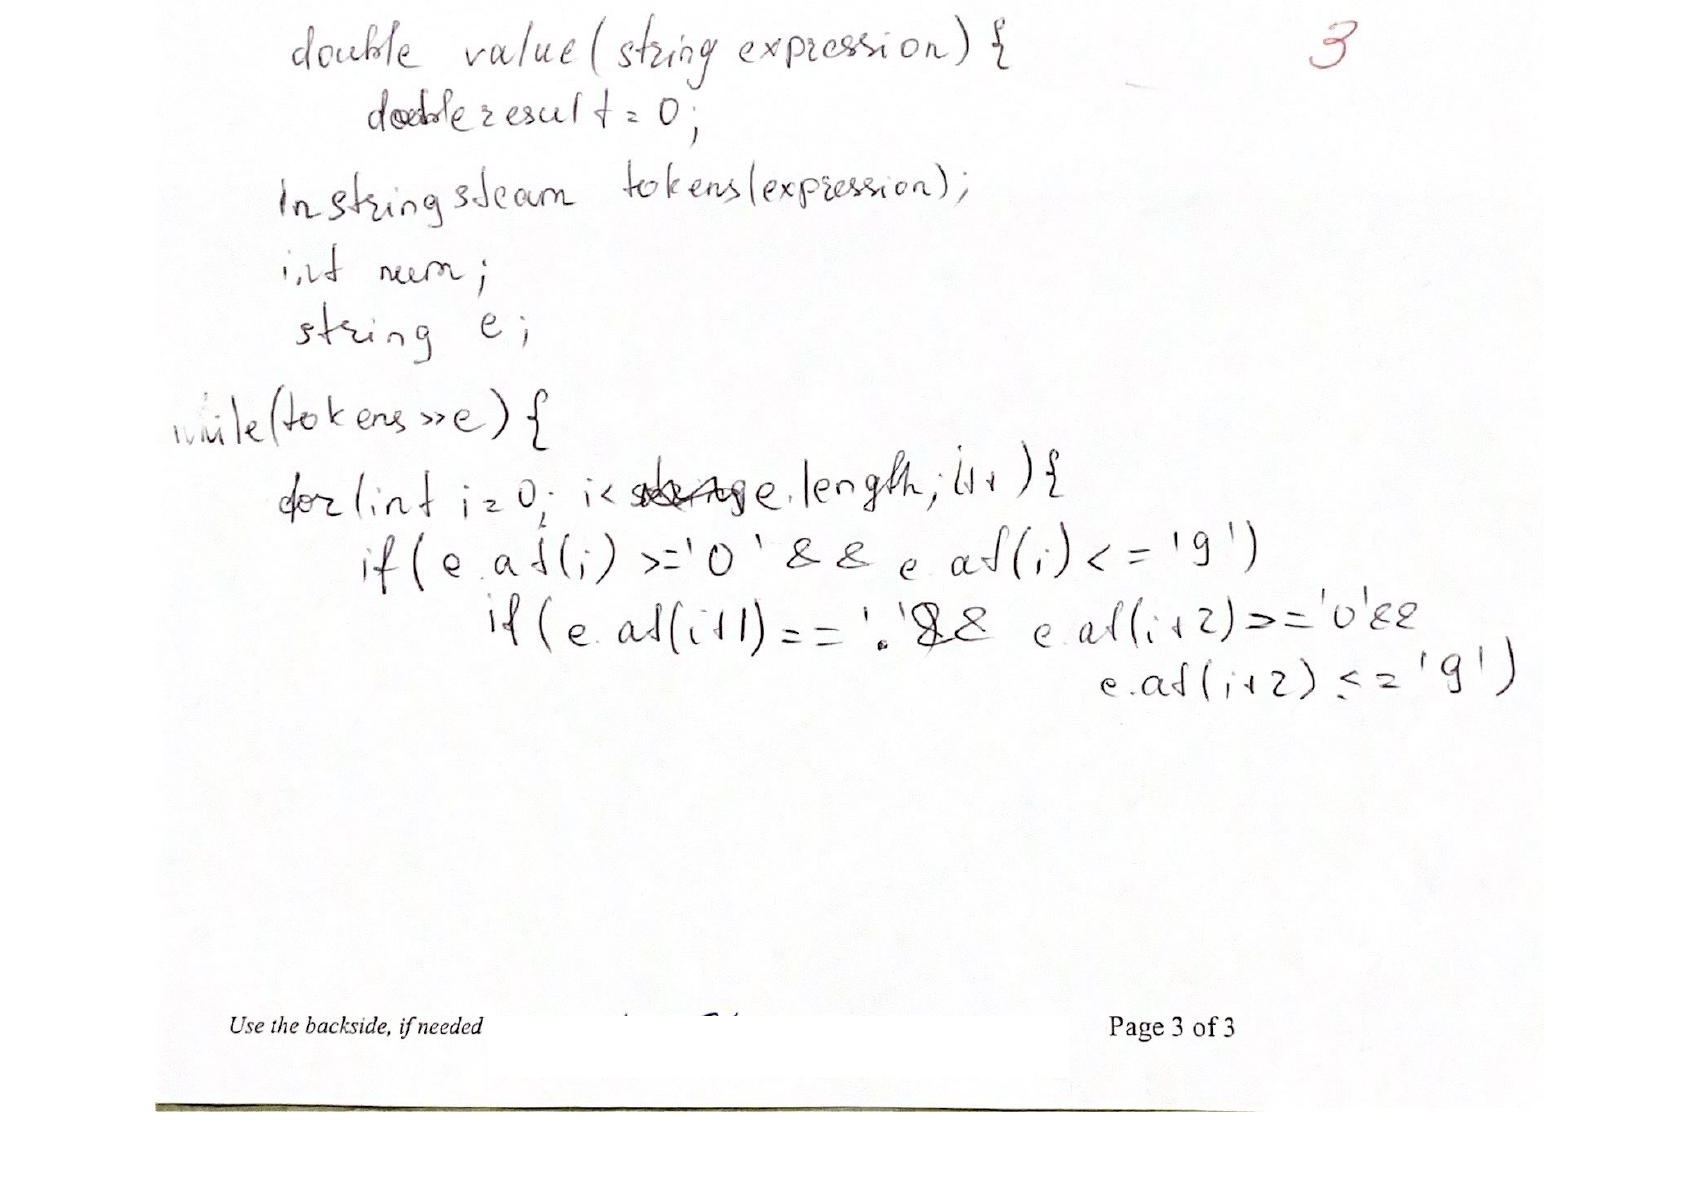 double value(string expression){
3
double result = 0;
Instringsteam tokens(expression);
int num;
string e;
while(tokens >> e){
for(int i=0; i< e.length; i++){
if(e.at(i) >='0' && e.at(i) <= '9')
if(e.at(i+1) == '.' && e.at(i+2) >= '0' &&
e.at(i+2) <= '9')
Use the backside, if needed
Page 3 of 3